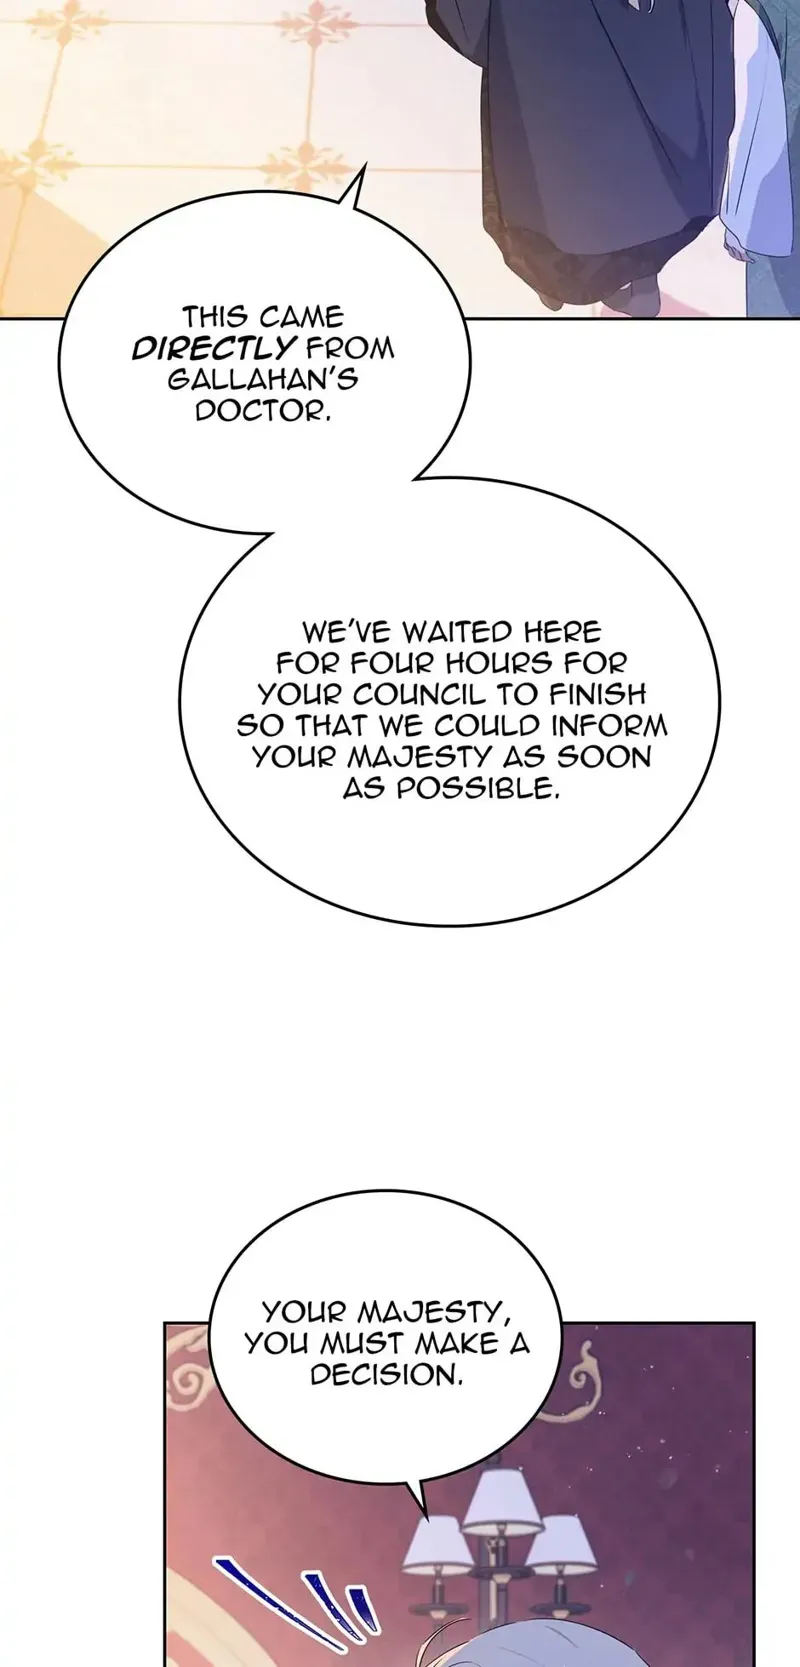 THIS CAME
DIRECTLY FROM
GALLAHAN'S
DOCTOR.
WE'VE WAITED HERE
FOR FOUR HOURS FOR
YOUR COUNCIL TO FINISH
SO THAT WE COULD INFORM
YOUR MAJESTY AS SOON
AS POSSIBLE.
YOUR MAJESTY,
YOU MUST MAKE A
DECISION.